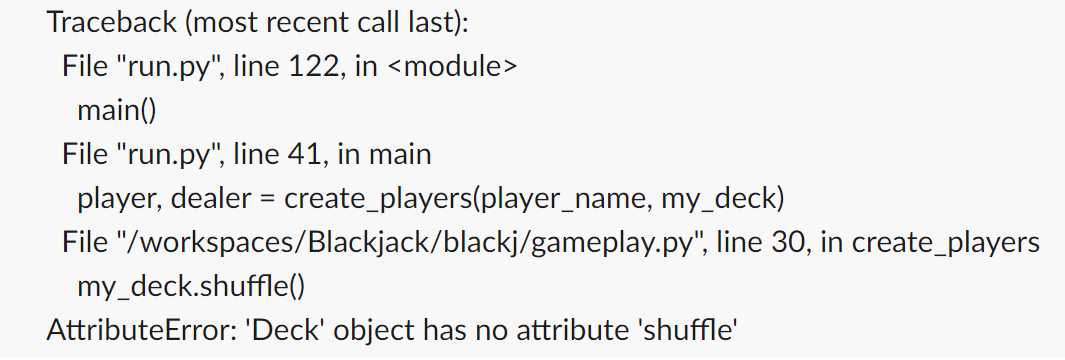 Traceback (most recent call last):
File "run.py", line 122, in <module>
main()
File "run.py", line 41, in main
player, dealer = create_players(player_name, my_deck)
File "/workspaces/Blackjack/blackj/gameplay.py", line 30, in create_players
my_deck.shuffle()
AttributeError: 'Deck' object has no attribute 'shuffle'